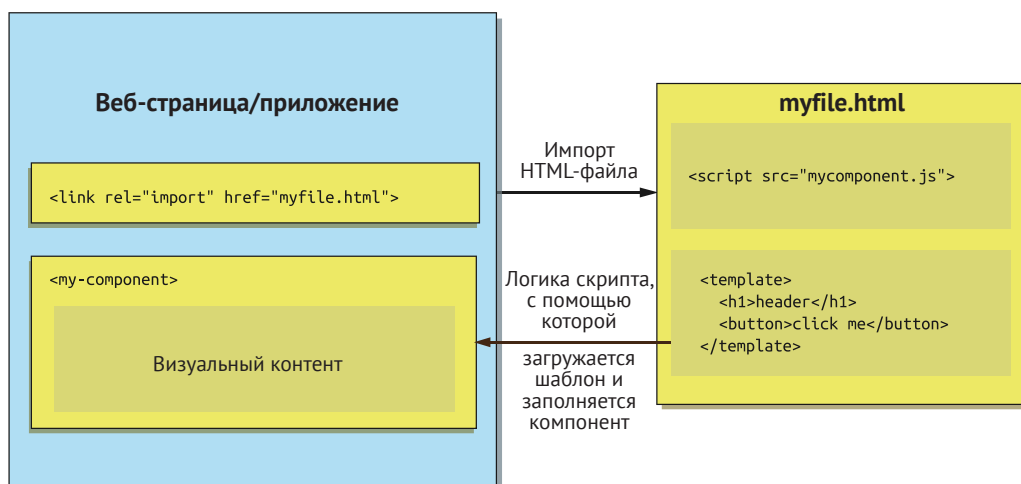 Веб-страница/приложение
<link rel="import" href="myfile.html">
<my-component>
Визуальный контент
Импорт
HTML-файла
Логика скрипта,
с помощью
которой
загружается
шаблон и
заполняется
компонент
myfile.html
<script src="mycomponent.js">
<template>
<h1>header</h1>
<button>click me</button>
</template>